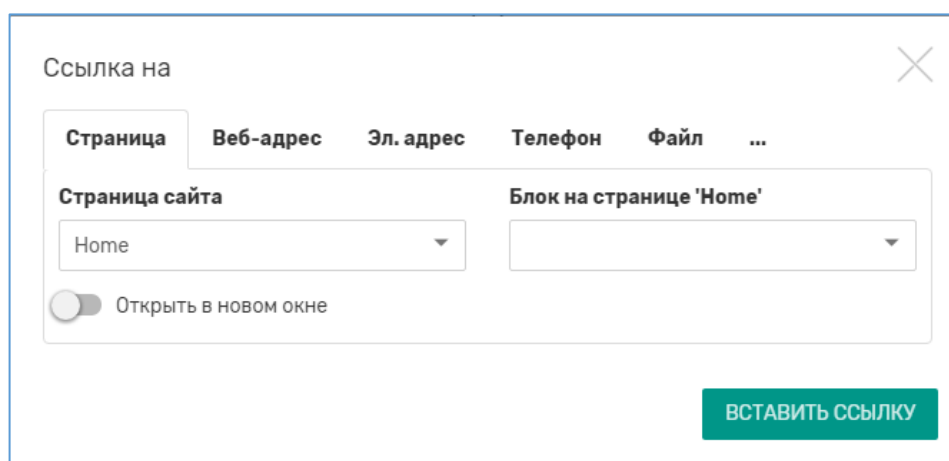 Ссылка на
Страница Веб-адрес Эл. адрес Телефон Файл ...
Страница сайта Блок на странице 'Home'
Home
Открыть в новом окне
ВСТАВИТЬ ССЫЛКУ